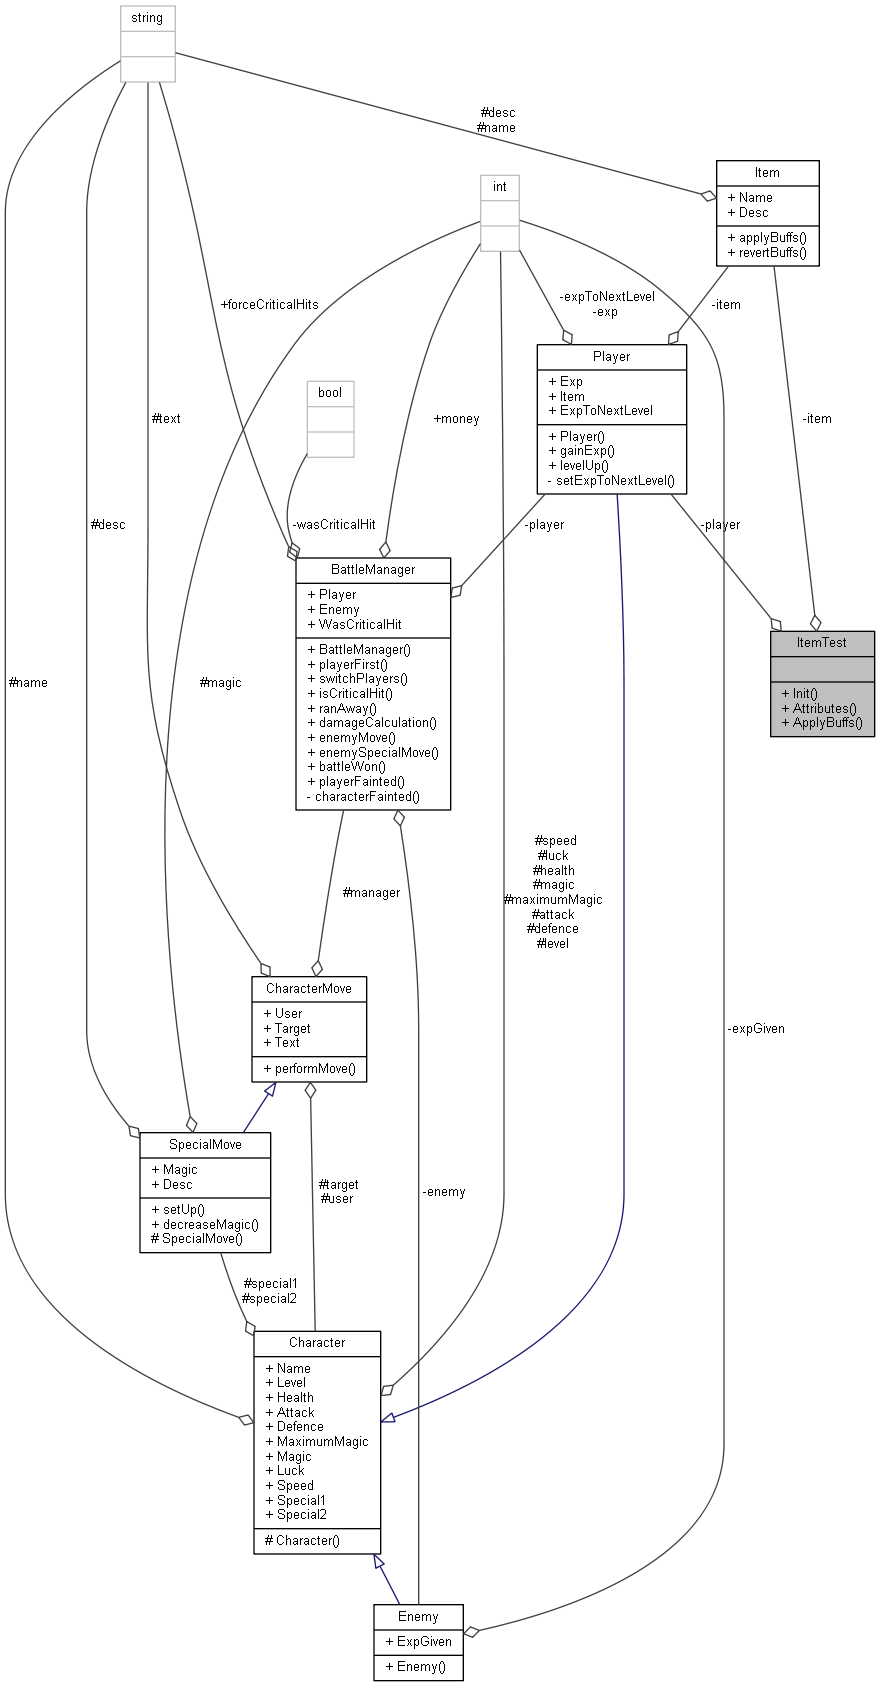 string
#desc
#name
Item
+ Name
+ Desc
+ applyBuffs()
+ revertBuffs()
int
-expToNextLevel
-exp
-item
+forceCriticalHits
Player
+ Exp
+ Item
+ ExpToNextLevel
+ Player()
+ gainExp()
+ levelUp()
- setExpToNextLevel()
bool
#text
+money
-item
#desc
-wasCriticalHit
-player
-player
BattleManager
+ Player
+ Enemy
+ WasCriticalHit
+ BattleManager()
+ playerFirst()
+ switchPlayers()
+ isCriticalHit()
+ ranAway()
+ damageCalculation()
+ enemyMove()
+ enemySpecialMove()
+ battleWon()
+ playerFainted()
- characterFainted()
ItemTest
+ Init()
+ Attributes()
+ ApplyBuffs()
#name
#magic
#manager
#speed
#luck
#health
#magic
#maximumMagic
#attack
#defence
#level
CharacterMove
+ User
+ Target
+ Text
+ performMove()
-expGiven
SpecialMove
+ Magic
+ Desc
+ setUp()
+ decreaseMagic()
# SpecialMove()
#target
#user
-enemy
#special1
#special2
Character
+ Name
+ Level
+ Health
+ Attack
+ Defence
+ MaximumMagic
+ Magic
+ Luck
+ Speed
+ Special1
+ Special2
# Character()
Enemy
+ ExpGiven
+ Enemy()